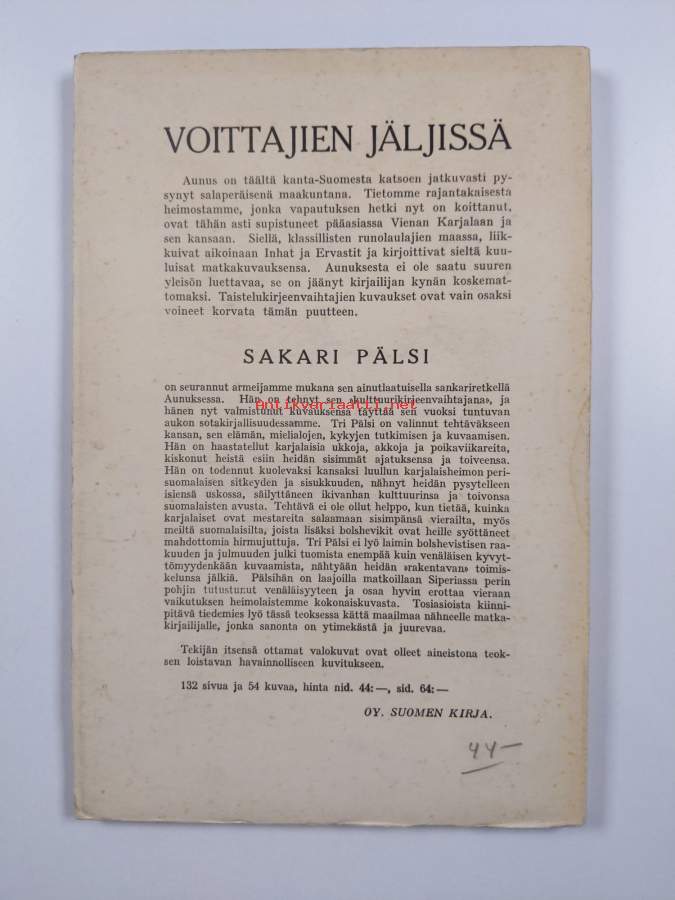 VOITTAJIEN JÄLJISSÄ
Aunus on täältä kanta-Suomesta katsoen jatkuvasti py-
synyt salaperäisenä maakuntana. Tietomme rajantakaisesta
heimostamme, jonka vapautuksen hetki nyt on koittanut,
ovat tähän asti supistuneet pääasiassa Vienan Karjalaan ja
sen kansaan. Siellä, klassillisten runolaulajien maassa, liik-
kuivat aikoinaan Inhat ja Ervastit ja kirjoittivat sieltä kuu-
luisat matkakuvauksensa. Aunuksesta ei ole saatu suuren
yleisön luettavaa, se on jäänyt kirjailijan kynän koskemat-
tomaksi. Taistelukirjeenvaihtajien kuvaukset ovat vain osaksi
voineet korvata tämän puutteen.
SAKARI PÄLSI
on seurannut armeijamme mukana sen ainutlaatuisella sankariretkellä
Aunuksessa. Hän on tehnyt sen »kulttuurikirjeenvaihtajana», ja
Antikvariaatti.net
hänen nyt valmistunut kuvauksensa täyttää sen vuoksi tuntuvan
aukon sotakirjallisuudessamme. Tri Pälsi on valinnut tehtäväkseen
kansan, sen elämän, mielialojen, kykyjen tutkimisen ja kuvaamisen.
Hän on haastatellut karjalaisia ukkoja, akkoja ja poikaviikareita,
kiskonut heistä esiin heidän sisimmät ajatuksensa ja toiveensa.
Hän on todennut kuolevaksi kansaksi luullun karjalaisheimon peri-
suomalaisen sitkeyden ja sisukkuuden, nähnyt heidän pysytelleen
isiensä uskossa, säilyttäneen ikivanhan kulttuurinsa ja toivonsa
suomalaisten avusta. Tehtävä ei ole ollut helppo, kun tietää, kuinka
karjalaiset ovat mestareita salaamaan sisimpänsä vierailta, myös
meiltä suomalaisilta, joista lisäksi bolshevikit ovat heille syöttäneet
mahdottomia hirmujuttuja. Tri Pälsi ei lyö laimin bolshevistisen raa-
kuuden ja julmuuden julki tuomista enempää kuin venäläisen kyvyt-
tömyydenkään kuvaamista, nähtyään heidän »rakentavan» toimis-
kelunsa jälkiä. Pälsihän on laajoilla matkoillaan Siperiassa perin
pohjin tutustunut venäläisyyteen ja osaa hyvin erottaa vieraan
vaikutuksen heimolaistemme kokonaiskuvasta. Tosiasioista kiinni-
pitävä tiedemies lyö tässä teoksessa kättä maailmaa nähneelle matka-
kirjailijalle, jonka sanonta on ytimekästä ja juurevaa.
Tekijän itsensä ottamat valokuvat ovat olleet aineistona teok-
sen loistavan havainnolliseen kuvitukseen.
132 sivua ja 54 kuvaa, hinta nid. 44:—, sid. 64:—
OY. SUOMEN KIRJA.
44—